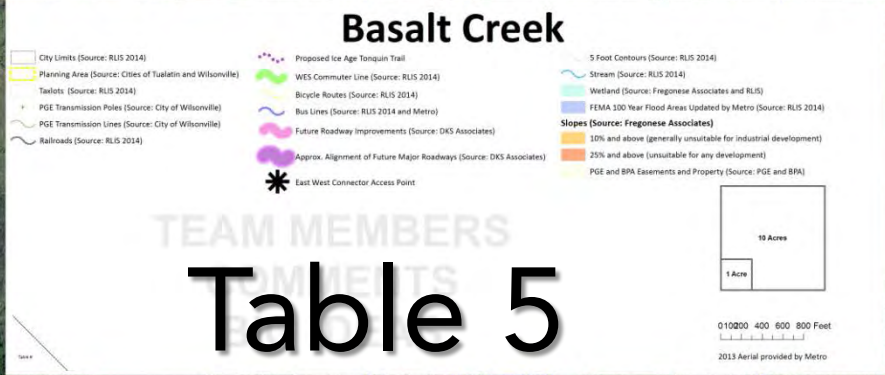 Basalt Creek
City Limits (Source: RLIS 2014)
Planning Area (Source: Cities of Tualatin and Wilsonville)
Taxlots (Source: RLIS 2014)
PGE Transmission Poles (Source: City of Wilsonville)
PGE Transmission Lines (Source: City of Wilsonville)
Railroads (Source: RLIS 2014)
Proposed Ice Age Tonquin Trail
WES Commuter Line (Source: RLIS 2014)
Bicycle Routes (Source: RLIS 2014)
Bus Lines (Source: RLIS 2014 and Metro)
Future Roadway Improvements (Source: DKS Associates)
Approx. Alignment of Future Major Roadways (Source: DKS Associates)
East West Connector Access Point
5 Foot Contours (Source: RLIS 2014)
Stream (Source: RLIS 2014)
Wetland (Source: Fregonese Associates and RLIS)
FEMA 100 Year Flood Areas Updated by Metro (Source: RLIS 2014)
Slopes (Source: Fregonese Associates)
10% and above (generally unsuitable for industrial development)
25% and above (unsuitable for any development)
PGE and BPA Easements and Property (Source: PGE and BPA)
10 Acres
1 Acre
TEAM MEMBERS
COMMENTS
Table 5
0100200 400 600 800 Feet
2013 Aerial provided by Metro